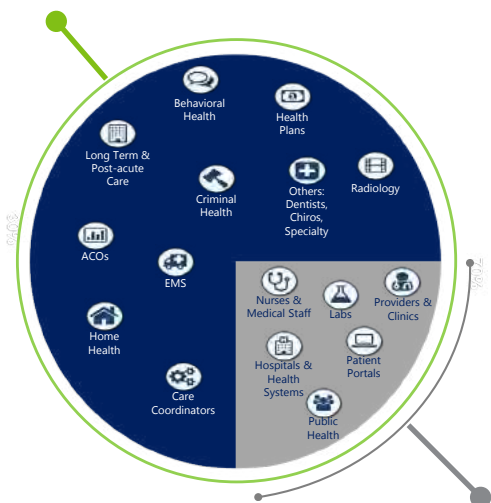 Behavioral
Health
Health
Plans
Long Term &
Post-acute
Care
Criminal
Health
Others:
Dentists,
Chiros,
Specialty
Radiology
ACOs
EMS
Home
Health
Care
Coordinators
Nurses &
Medical Staff
Labs
Providers &
Clinics
Hospitals &
Health
Systems
Patient
Portals
Public
Health